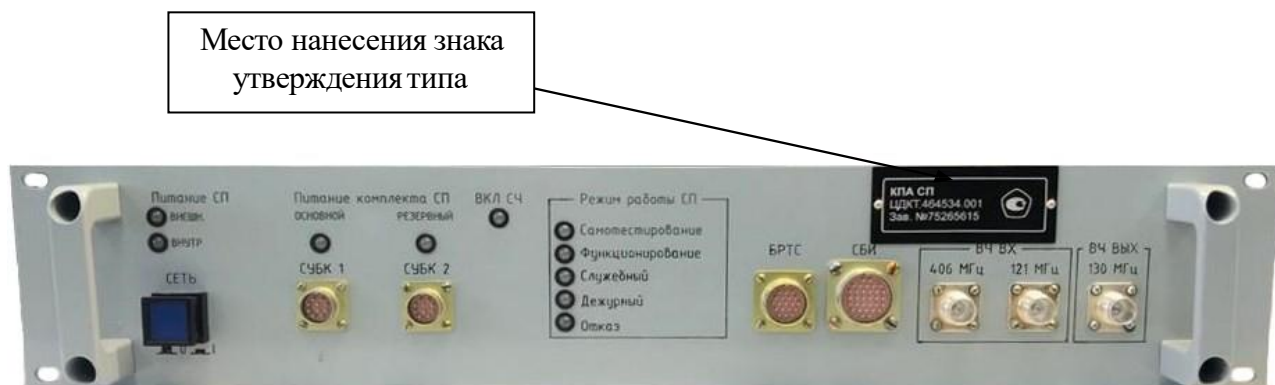 Место нанесения знака
утверждения типа
Питание СП
ВНЕШН.
ВНУТР
СЕТЬ
0 I
Питание комплекта СП
ОСНОВНОЙ
РЕЗЕРВНЫЙ
СУБК 1
СУБК 2
ВКЛ СЧ
Режим работы СП
Самотестирование
Функционирование
Служебный
Дежурный
Отказ
БРТС
СБИ
КПА СП
ЦДКТ.464534.001
Зав. №75265615
ВЧ ВХ
406 МГц
121 МГц
ВЧ ВЫХ
130 МГц